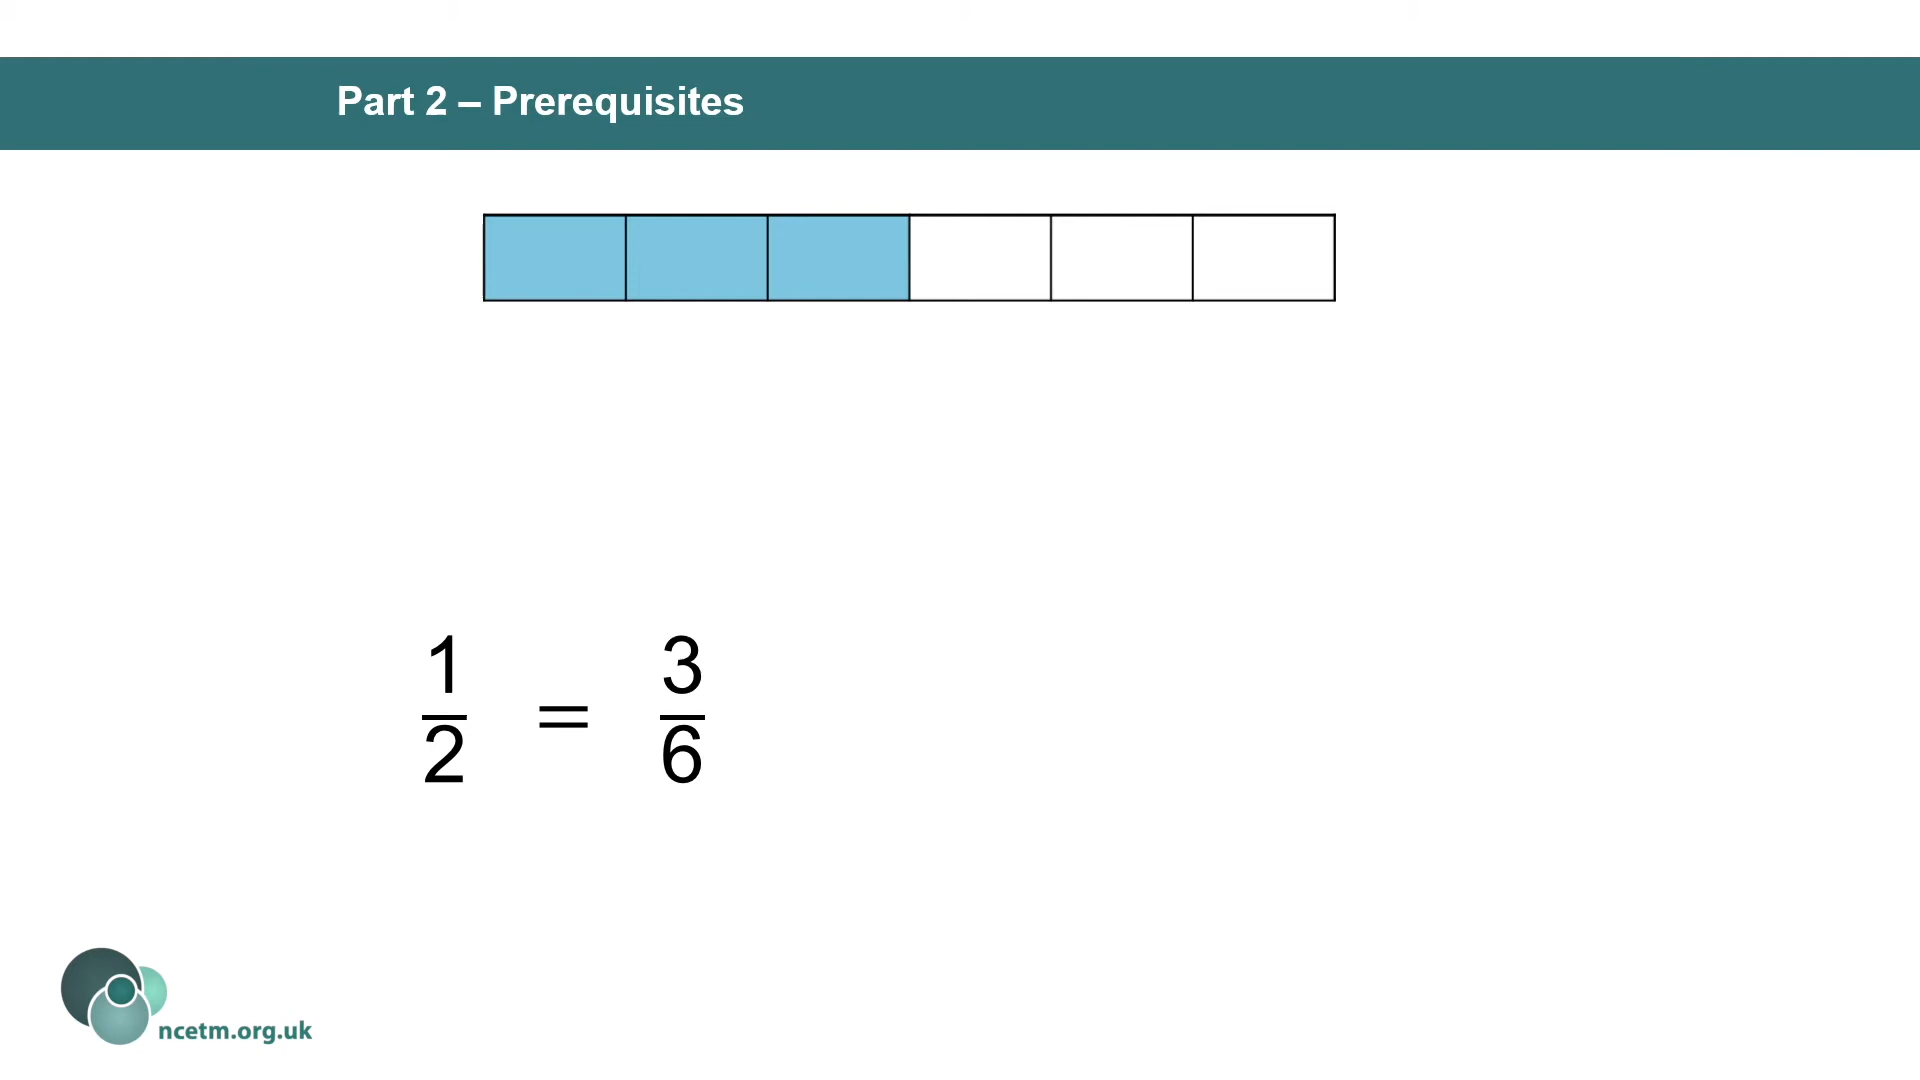 Part 2 – Prerequisites
1/2 = 3/6
ncetm.org.uk